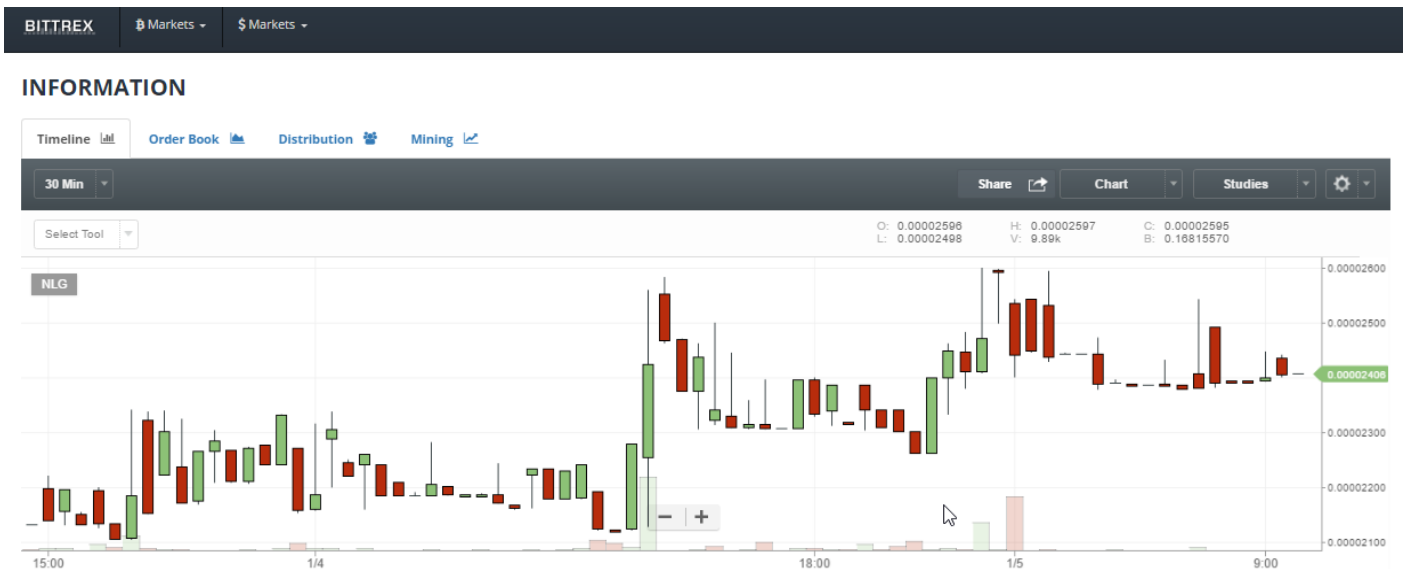 BITTREX ฿ Markets $ Markets
INFORMATION
Timeline Order Book Distribution Mining
30 Min Share Chart Studies
Select Tool O: 0.00002596 H: 0.00002597 C: 0.00002595
L: 0.00002498 V: 9.89k B: 0.16815570
NLG
0.00002600
0.00002500
0.00002406
0.00002300
0.00002200
− +
0.00002100
15:00 1/4 18:00 1/5 9:00